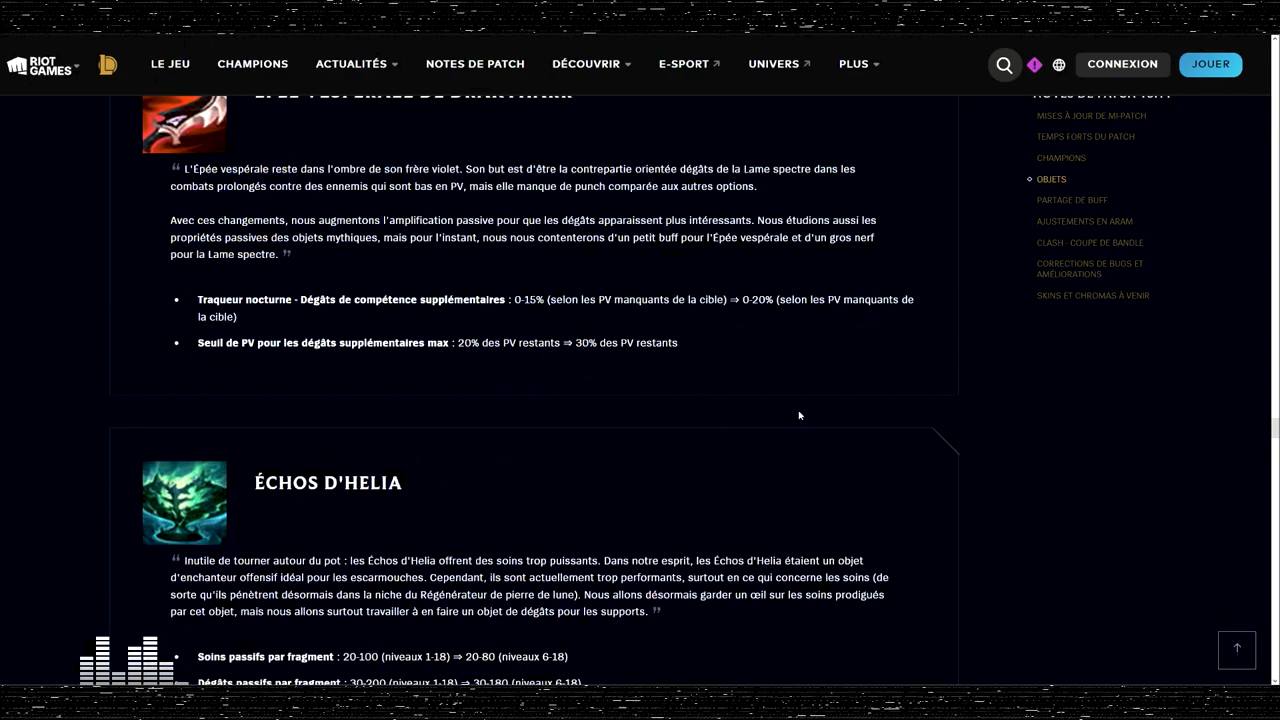 RIOT GAMES
LE JEU
CHAMPIONS
ACTUALITÉS
NOTES DE PATCH
DÉCOUVRIR
E-SPORT
UNIVERS
PLUS
CONNEXION
JOUER
MISES À JOUR DE MI-PATCH
TEMPS FORTS DU PATCH
CHAMPIONS
OBJETS
PARTAGE DE BUFF
AJUSTEMENTS EN ARAM
CLASH - COUPE DE BANDLE
CORRECTIONS DE BUGS ET
AMÉLIORATIONS
SKINS ET CHROMAS À VENIR
" L'Épée vespérale reste dans l'ombre de son frère violet. Son but est d'être la contrepartie orientée dégâts de la Lame spectre dans les
combats prolongés contre des ennemis qui sont bas en PV, mais elle manque de punch comparée aux autres options.
Avec ces changements, nous augmentons l'amplification passive pour que les dégâts apparaissent plus intéressants. Nous étudions aussi les
propriétés passives des objets mythiques, mais pour l'instant, nous nous contenterons d'un petit buff pour l'Épée vespérale et d'un gros nerf
pour la Lame spectre. "
• Traqueur nocturne - Dégâts de compétence supplémentaires : 0-15% (selon les PV manquants de la cible) ⇒ 0-20% (selon les PV manquants de
la cible)
• Seuil de PV pour les dégâts supplémentaires max : 20% des PV restants ⇒ 30% des PV restants
ÉCHOS D'HELIA
" Inutile de tourner autour du pot : les Échos d'Helia offrent des soins trop puissants. Dans notre esprit, les Échos d'Helia étaient un objet
d'enchanteur offensif idéal pour les escarmouches. Cependant, ils sont actuellement trop performants, surtout en ce qui concerne les soins (de
sorte qu'ils pénètrent désormais dans la niche du Régénérateur de pierre de lune). Nous allons désormais garder un œil sur les soins prodigués
par cet objet, mais nous allons surtout travailler à en faire un objet de dégâts pour les supports. "
• Soins passifs par fragment : 20-100 (niveaux 1-18) ⇒ 20-80 (niveaux 6-18)
Dégâts passifs par fragment : 30-200 (niveaux 1-18) ⇒ 30-180 (niveaux 6-18)